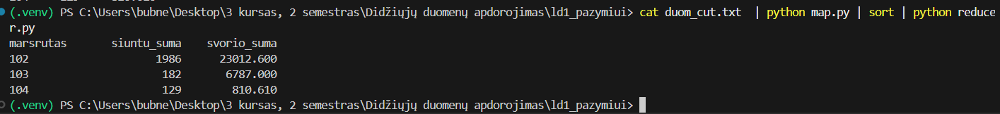 (.venv) PS C:\Users\bubne\Desktop\3 kursas, 2 semestras\Didžiųjų duomenų apdorojimas\ld1_pazymiui> cat duom_cut.txt  | python map.py | sort | python reduce
r.py
marsrutas        siuntu_suma     svorio_suma
102                     1986       23012.600
103                      182        6787.000
104                      129         810.610
(.venv) PS C:\Users\bubne\Desktop\3 kursas, 2 semestras\Didžiųjų duomenų apdorojimas\ld1_pazymiui>